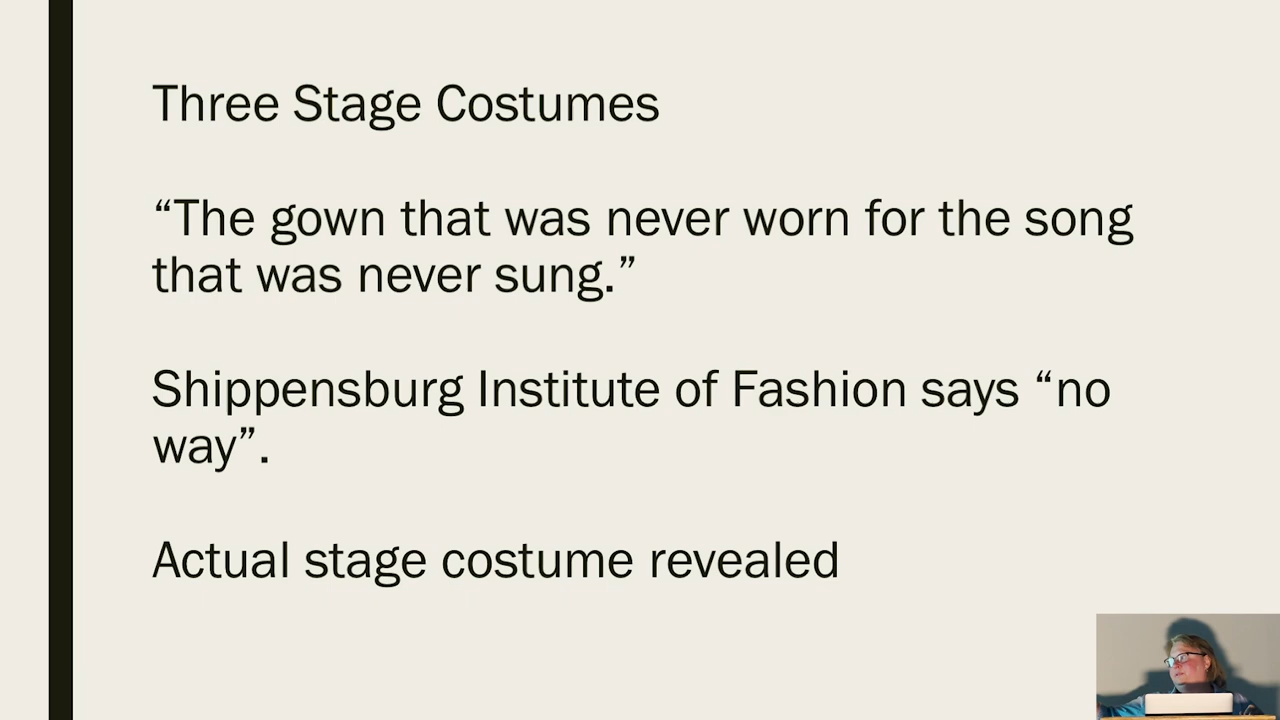 Three Stage Costumes
“The gown that was never worn for the song
that was never sung.”
Shippensburg Institute of Fashion says “no
way”.
Actual stage costume revealed